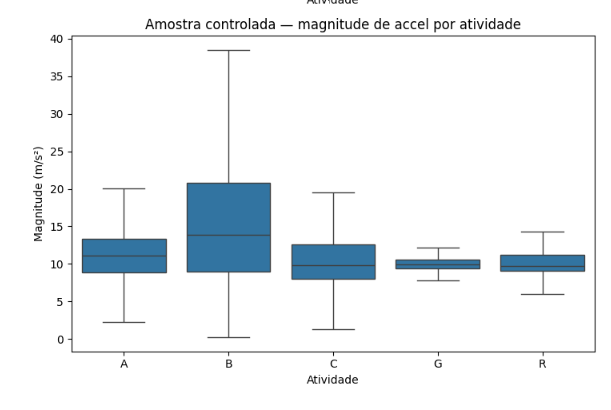 Atividade
Amostra controlada — magnitude de accel por atividade
Magnitude (m/s²)
40
35
30
25
20
15
10
5
0
A B C G R
Atividade